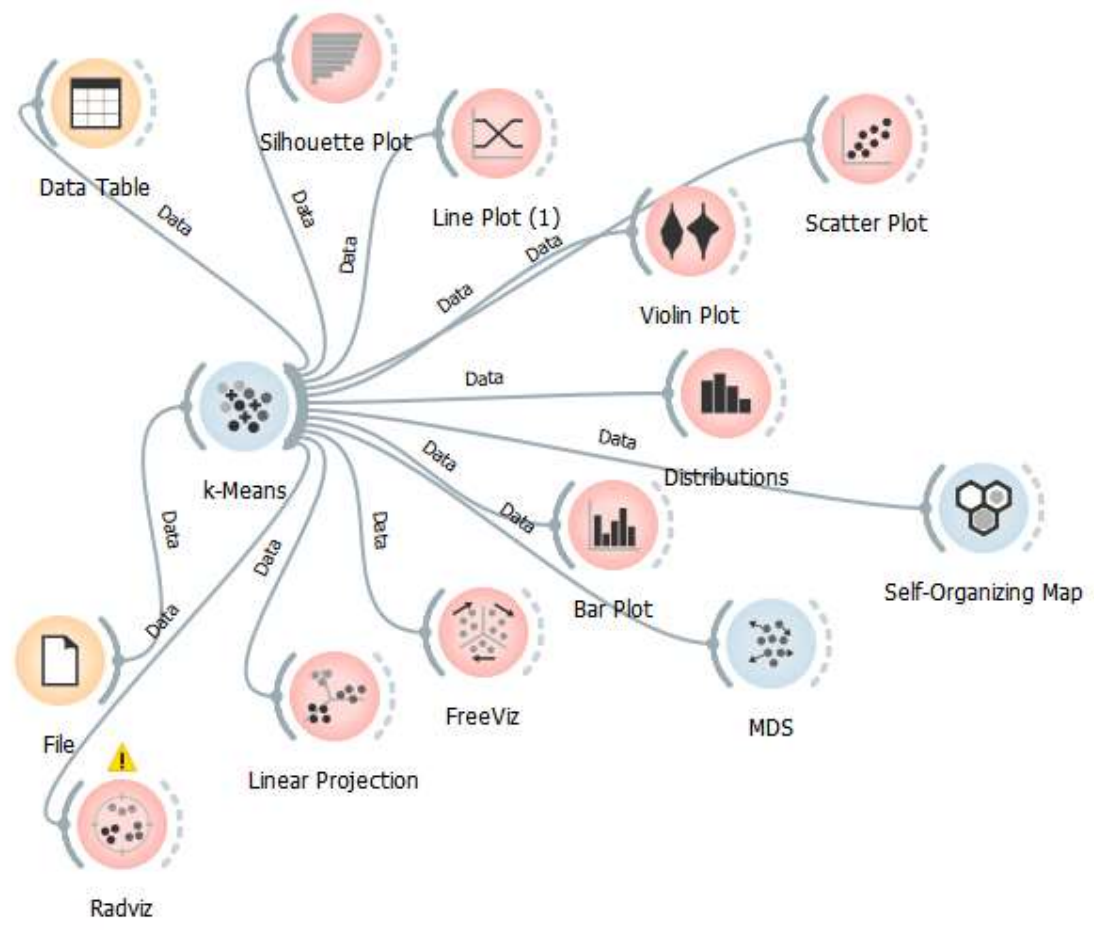 Silhouette Plot
Data Table
Line Plot (1)
Scatter Plot
Data
Data
Data
Data
Data
Violin Plot
Data
Distributions
Data
Data
k-Means
Data
Data
Data
Data
Self-Organizing Map
Data
Bar Plot
FreeViz
MDS
File
Linear Projection
Radviz